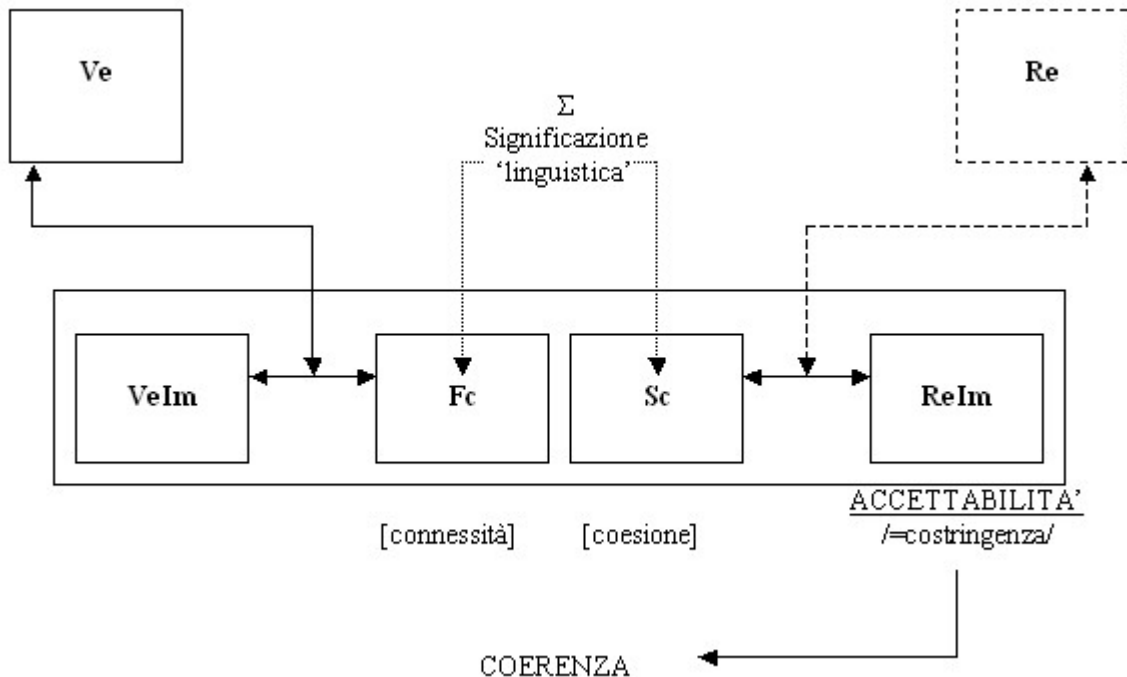 Ve
Re
Σ
Significazione
‘linguistica’
VeIm
Fc
Sc
ReIm
ACCETTABILITA’
/=costringenza/
[connessità]
[coesione]
COERENZA